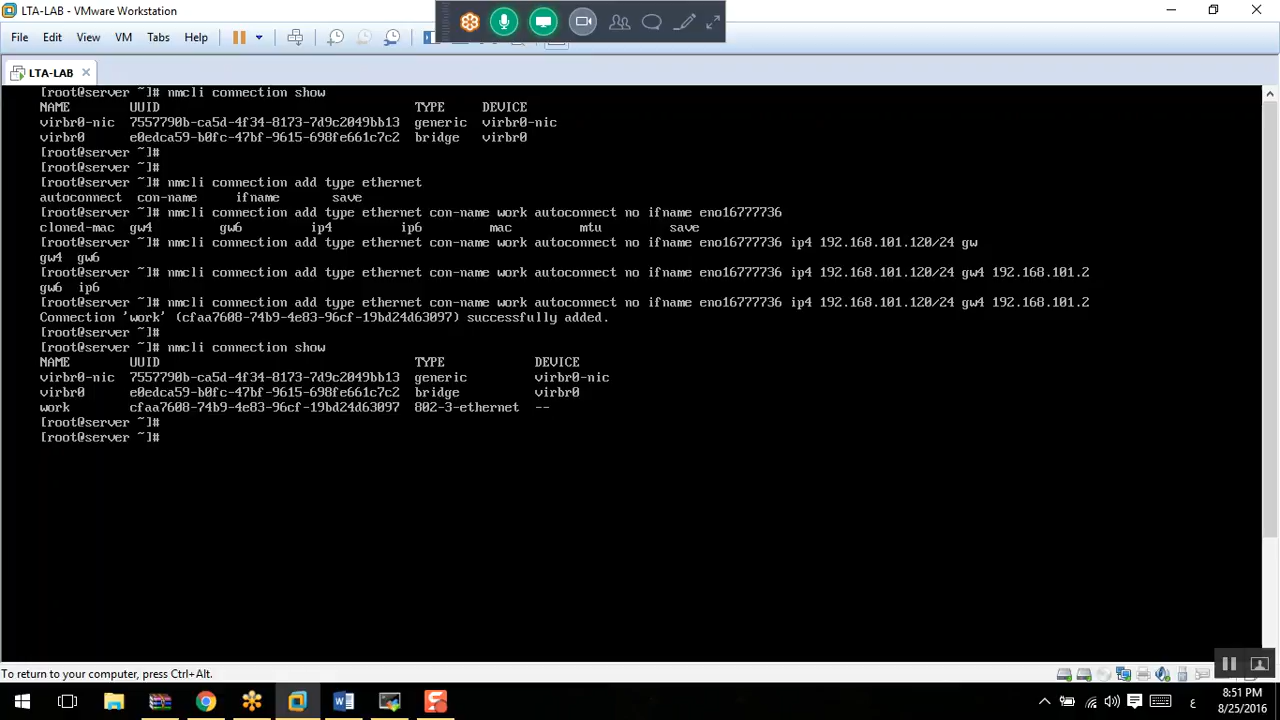 LTA-LAB - VMware Workstation
File Edit View VM Tabs Help
LTA-LAB
[root@server ~]# nmcli connection show
NAME UUID TYPE DEVICE
virbr0-nic 7557790b-ca5d-4f34-8173-7d9c2049bb13 generic virbr0-nic
virbr0 e0edca59-b0fc-47bf-9615-698fe661c7c2 bridge virbr0
[root@server ~]#
[root@server ~]#
[root@server ~]# nmcli connection add type ethernet
autoconnect con-name ifname save
[root@server ~]# nmcli connection add type ethernet con-name work autoconnect no ifname eno16777736
cloned-mac gw4 gw6 ip4 ip6 mac mtu save
[root@server ~]# nmcli connection add type ethernet con-name work autoconnect no ifname eno16777736 ip4 192.168.101.120/24 gw
gw4 gw6
[root@server ~]# nmcli connection add type ethernet con-name work autoconnect no ifname eno16777736 ip4 192.168.101.120/24 gw4 192.168.101.2
gw6 ip6
[root@server ~]# nmcli connection add type ethernet con-name work autoconnect no ifname eno16777736 ip4 192.168.101.120/24 gw4 192.168.101.2
Connection 'work' (cfaa7608-74b9-4e83-96cf-19bd24d63097) successfully added.
[root@server ~]#
[root@server ~]# nmcli connection show
NAME UUID TYPE DEVICE
virbr0-nic 7557790b-ca5d-4f34-8173-7d9c2049bb13 generic virbr0-nic
virbr0 e0edca59-b0fc-47bf-9615-698fe661c7c2 bridge virbr0
work cfaa7608-74b9-4e83-96cf-19bd24d63097 802-3-ethernet --
[root@server ~]#
[root@server ~]#
To return to your computer, press Ctrl+Alt.
ع
8:51 PM
8/25/2016